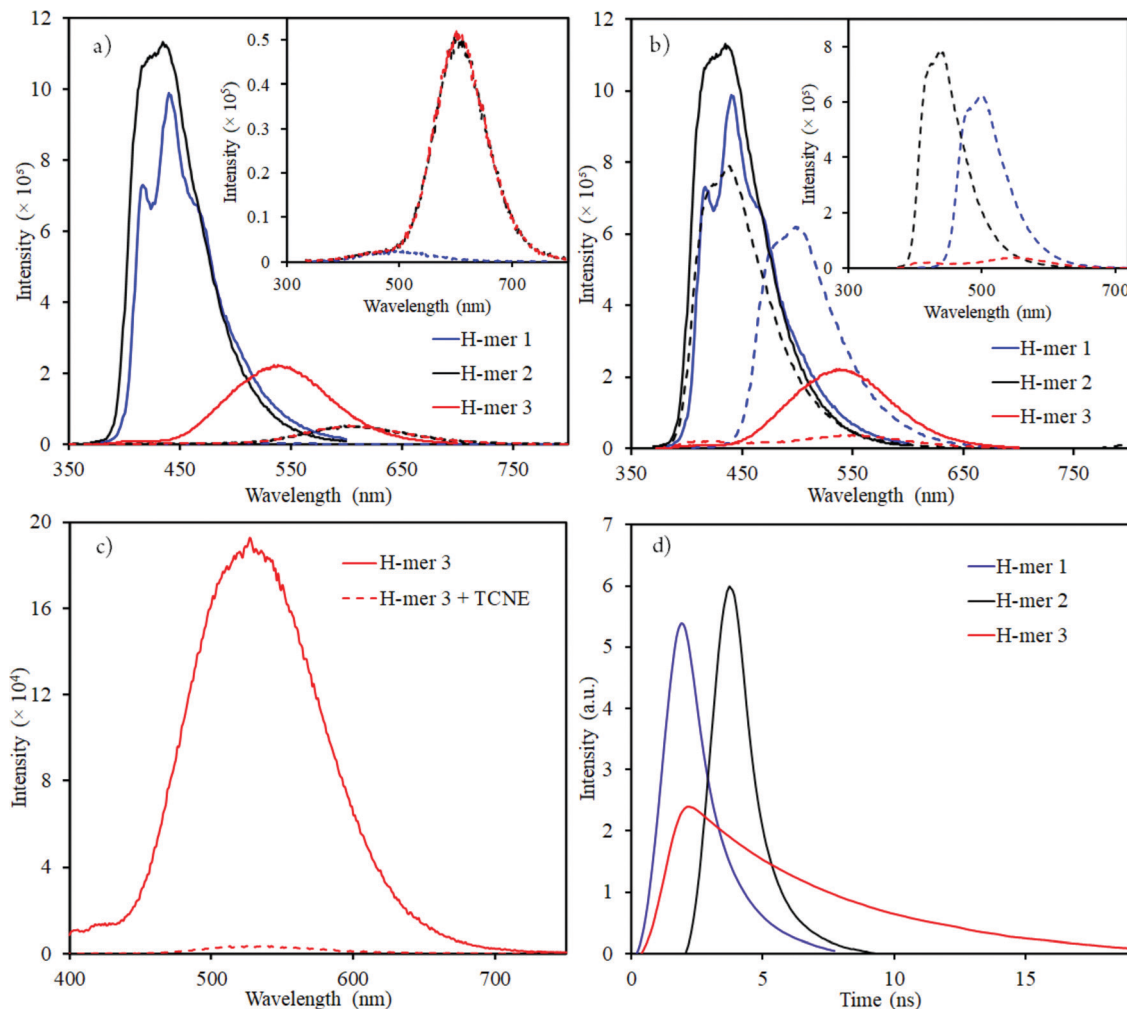 a)
Intensity (× 10⁵)
12
10
8
6
4
2
0
350
450
550
650
750
Wavelength (nm)
Intensity (× 10⁵)
0.5
0.4
0.3
0.2
0.1
0
300
500
700
Wavelength (nm)
H-mer 1
H-mer 2
H-mer 3
b)
Intensity (× 10⁵)
12
10
8
6
4
2
0
350
450
550
650
750
Wavelength (nm)
Intensity (× 10⁵)
8
6
4
2
0
300
500
700
Wavelength (nm)
H-mer 1
H-mer 2
H-mer 3
c)
Intensity (× 10⁴)
20
16
12
8
4
0
400
500
600
700
Wavelength (nm)
H-mer 3
H-mer 3 + TCNE
d)
Intensity (a.u.)
7
6
5
4
3
2
1
0
0
5
10
15
Time (ns)
H-mer 1
H-mer 2
H-mer 3